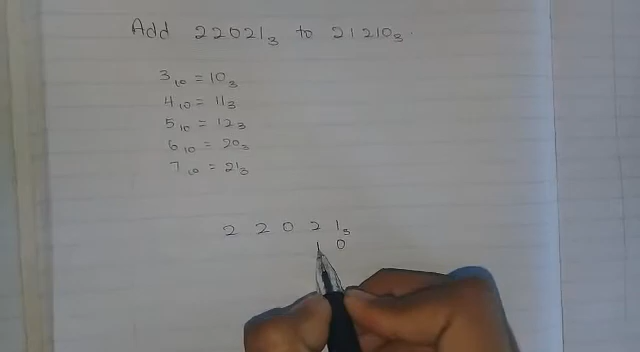 Add 22021₃ to 21210₃.
3₁₀ = 10₃
4₁₀ = 11₃
5₁₀ = 12₃
6₁₀ = 20₃
7₁₀ = 21₃
2 2 0 2 1₃
1 0